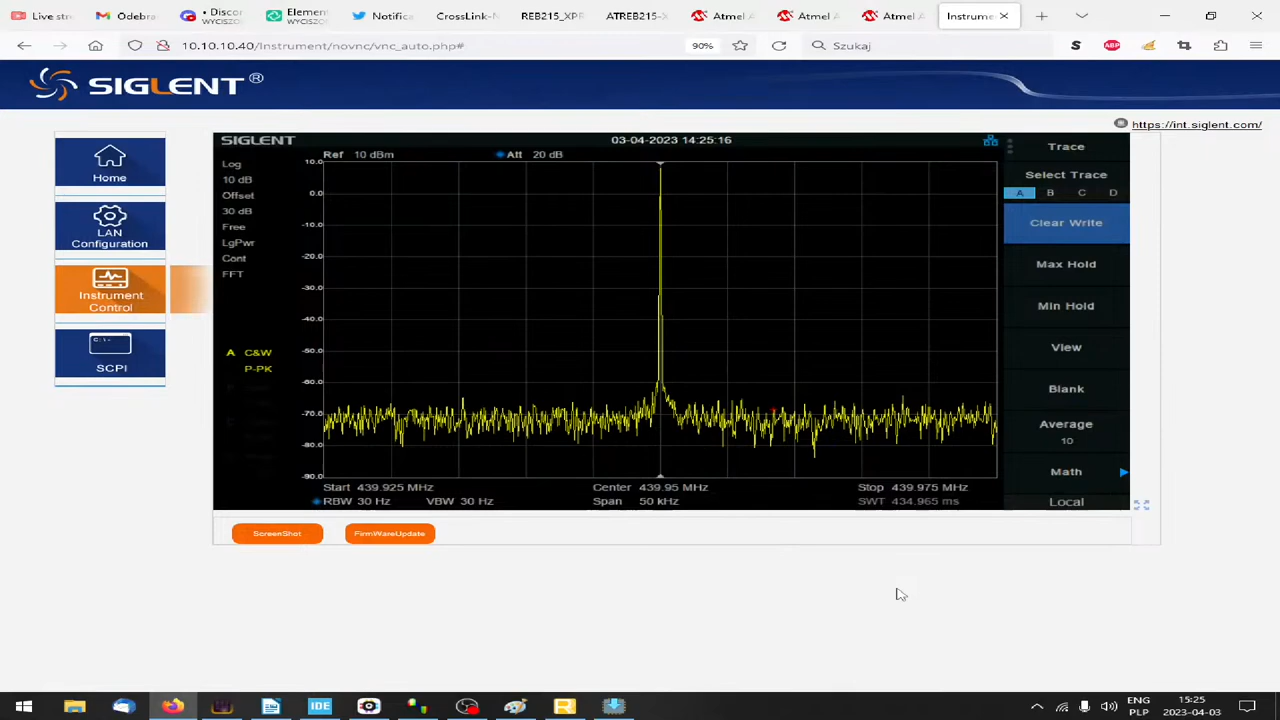 Live stre
Odebra
• Discor
WYCISZON
Element
WYCISZO
Notifica
CrossLink-N
REB215_XPR
ATREB215-X
Atmel A
Atmel A
Atmel A
Instrume
10.10.10.40/Instrument/novnc/vnc_auto.php#
90%
Szukaj
S
ABP
SIGLENT®
https://int.siglent.com/
Home
LAN
Configuration
Instrument
Control
C:\-
SCPI
SIGLENT
03-04-2023 14:25:16
Ref 10 dBm
Att 20 dB
Log
10 dB
Offset
30 dB
Free
LgPwr
Cont
FFT
A C&W
P-PK
10.0
0.0
-10.0
-20.0
-30.0
-40.0
-50.0
-60.0
-70.0
-80.0
-90.0
Start 439.925 MHz
Center 439.95 MHz
Stop 439.975 MHz
RBW 30 Hz
VBW 30 Hz
Span 50 kHz
SWT 434.965 ms
Trace
Select Trace
A B C D
Clear Write
Max Hold
Min Hold
View
Blank
Average
10
Math
Local
ScreenShot
FirmWareUpdate
IDE
R
ENG
PLP
15:25
2023-04-03